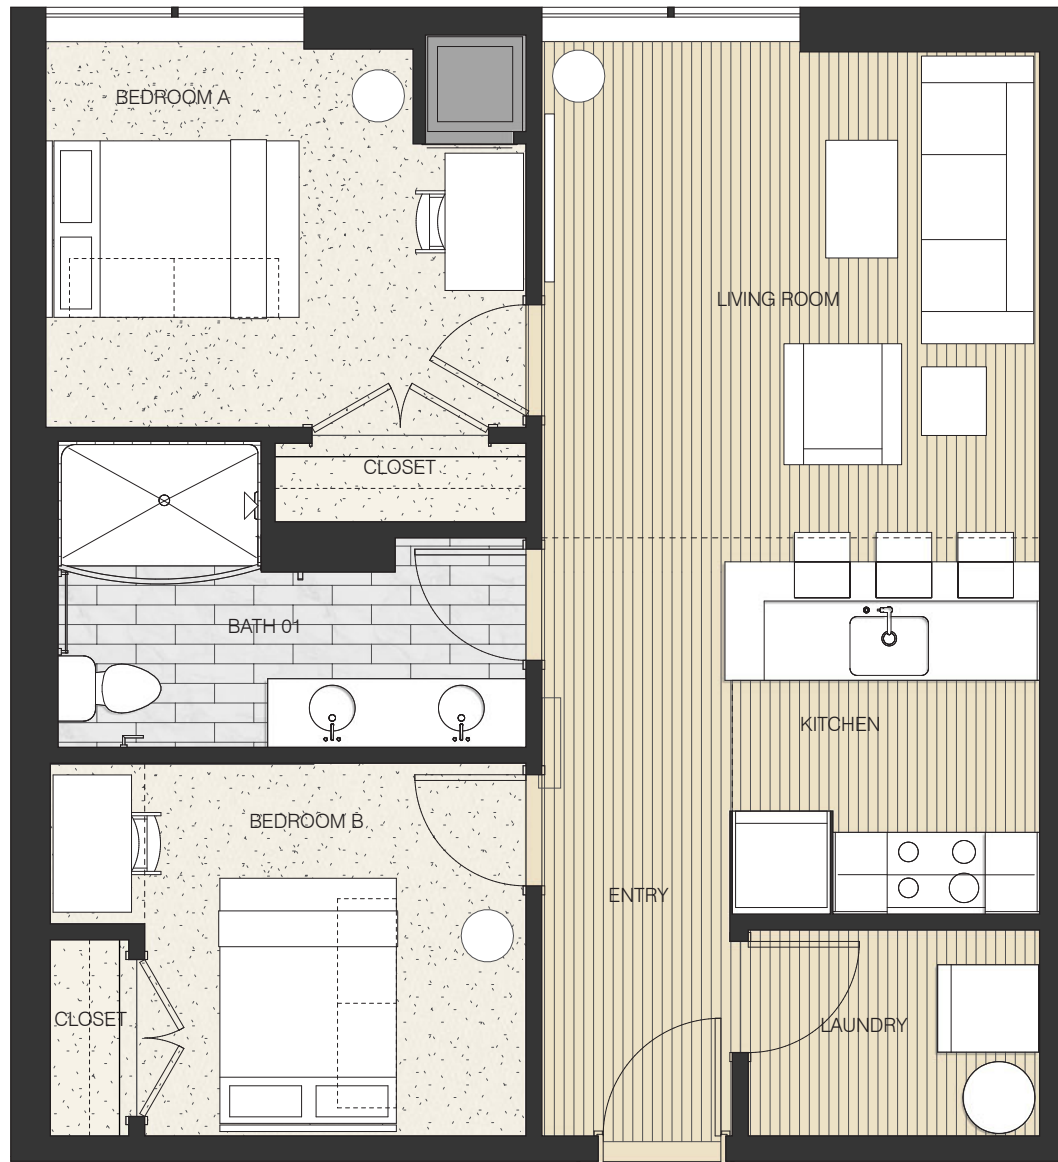 BEDROOM A
LIVING ROOM
CLOSET
BATH 01
KITCHEN
BEDROOM B
ENTRY
CLOSET
LAUNDRY